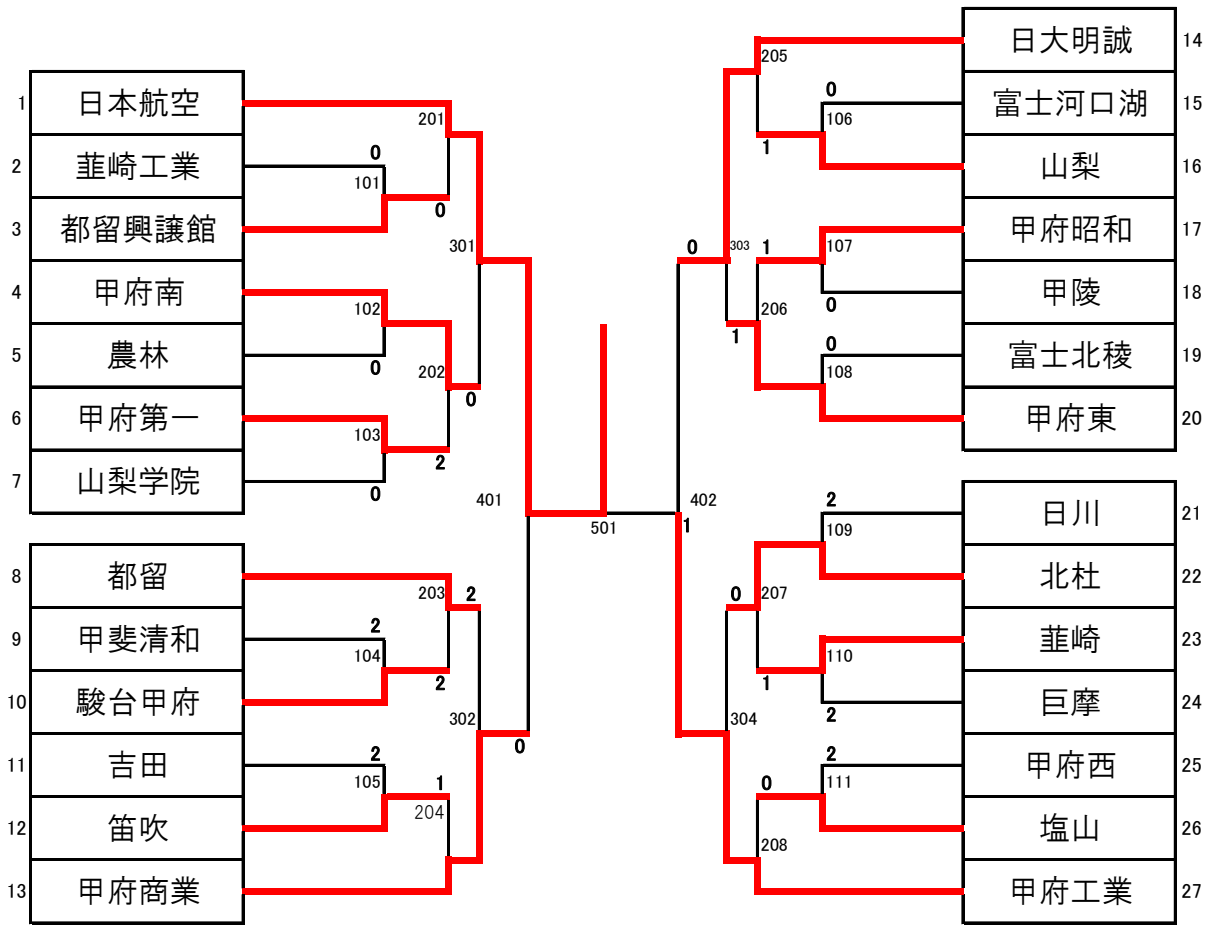 1 日本航空
2 韮崎工業
3 都留興譲館
4 甲府南
5 農林
6 甲府第一
7 山梨学院
8 都留
9 甲斐清和
10 駿台甲府
11 吉田
12 笛吹
13 甲府商業
201
0
101
0
301
102
0
202
0
103
2
0
401
203
2
2
104
2
302
0
2
105
1
204
501
205
0
106
1
0
303
1
107
0
206
1
0
108
402
1
2
109
0
207
110
1
2
304
2
0
111
208
日大明誠 14
富士河口湖 15
山梨 16
甲府昭和 17
甲陵 18
富士北稜 19
甲府東 20
日川 21
北杜 22
韮崎 23
巨摩 24
甲府西 25
塩山 26
甲府工業 27